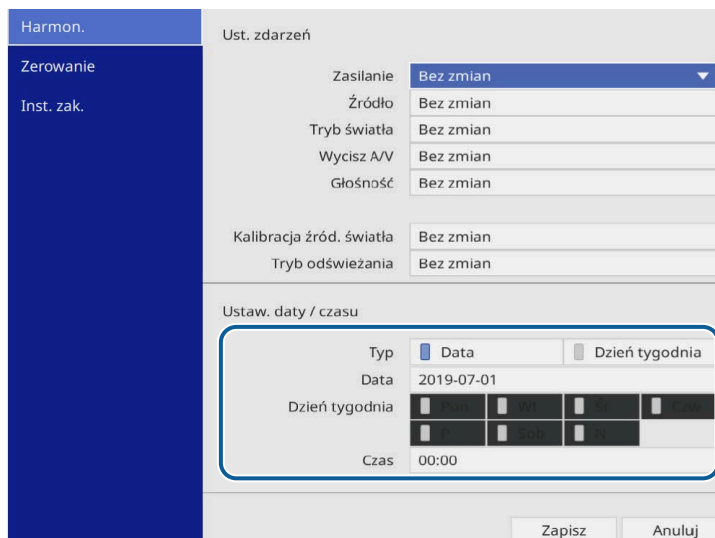 Harmon.
Zerowanie
Inst. zak.
Ust. zdarzeń
Zasilanie Bez zmian
Źródło Bez zmian
Tryb światła Bez zmian
Wycisz A/V Bez zmian
Głośność Bez zmian
Kalibracja źród. światła Bez zmian
Tryb odświeżania Bez zmian
Ustaw. daty / czasu
Typ Data Dzień tygodnia
Data 2019-07-01
Dzień tygodnia Pon. Wt Śr Czw
P Sob N
Czas 00:00
Zapisz Anuluj